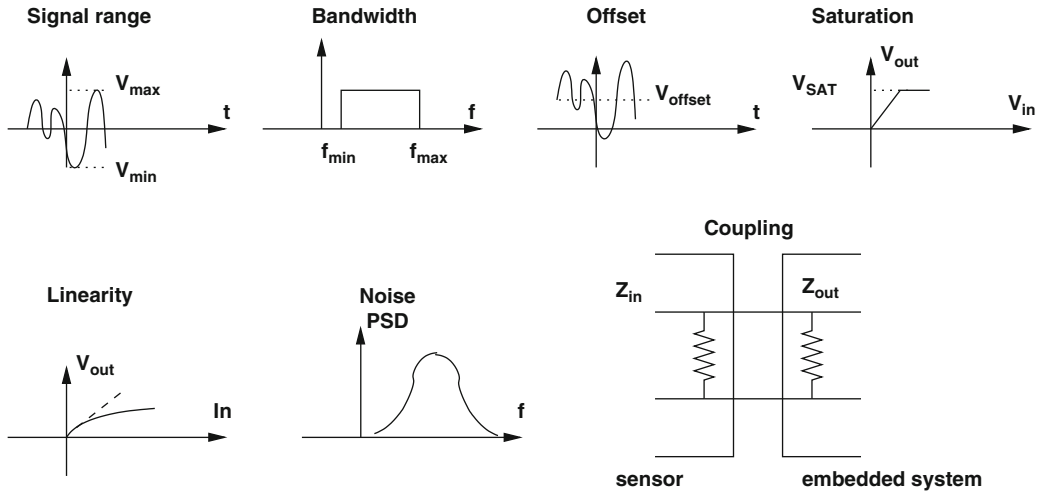 Signal range
V_max
t
V_min
Bandwidth
f
f_min
f_max
Offset
V_offset
Saturation
V_out
V_SAT
V_in
Linearity
V_out
In
Noise
PSD
f
Coupling
Z_in
Z_out
sensor
embedded system